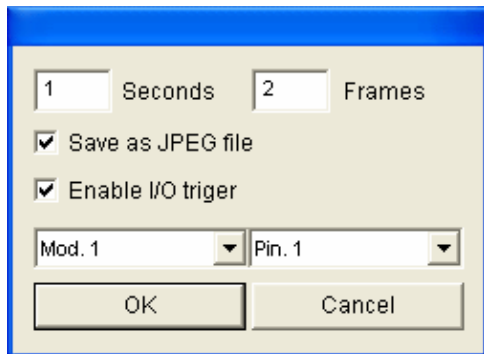 1 Seconds 2 Frames
Save as JPEG file
Enable I/O triger
Mod. 1 Pin. 1
OK Cancel